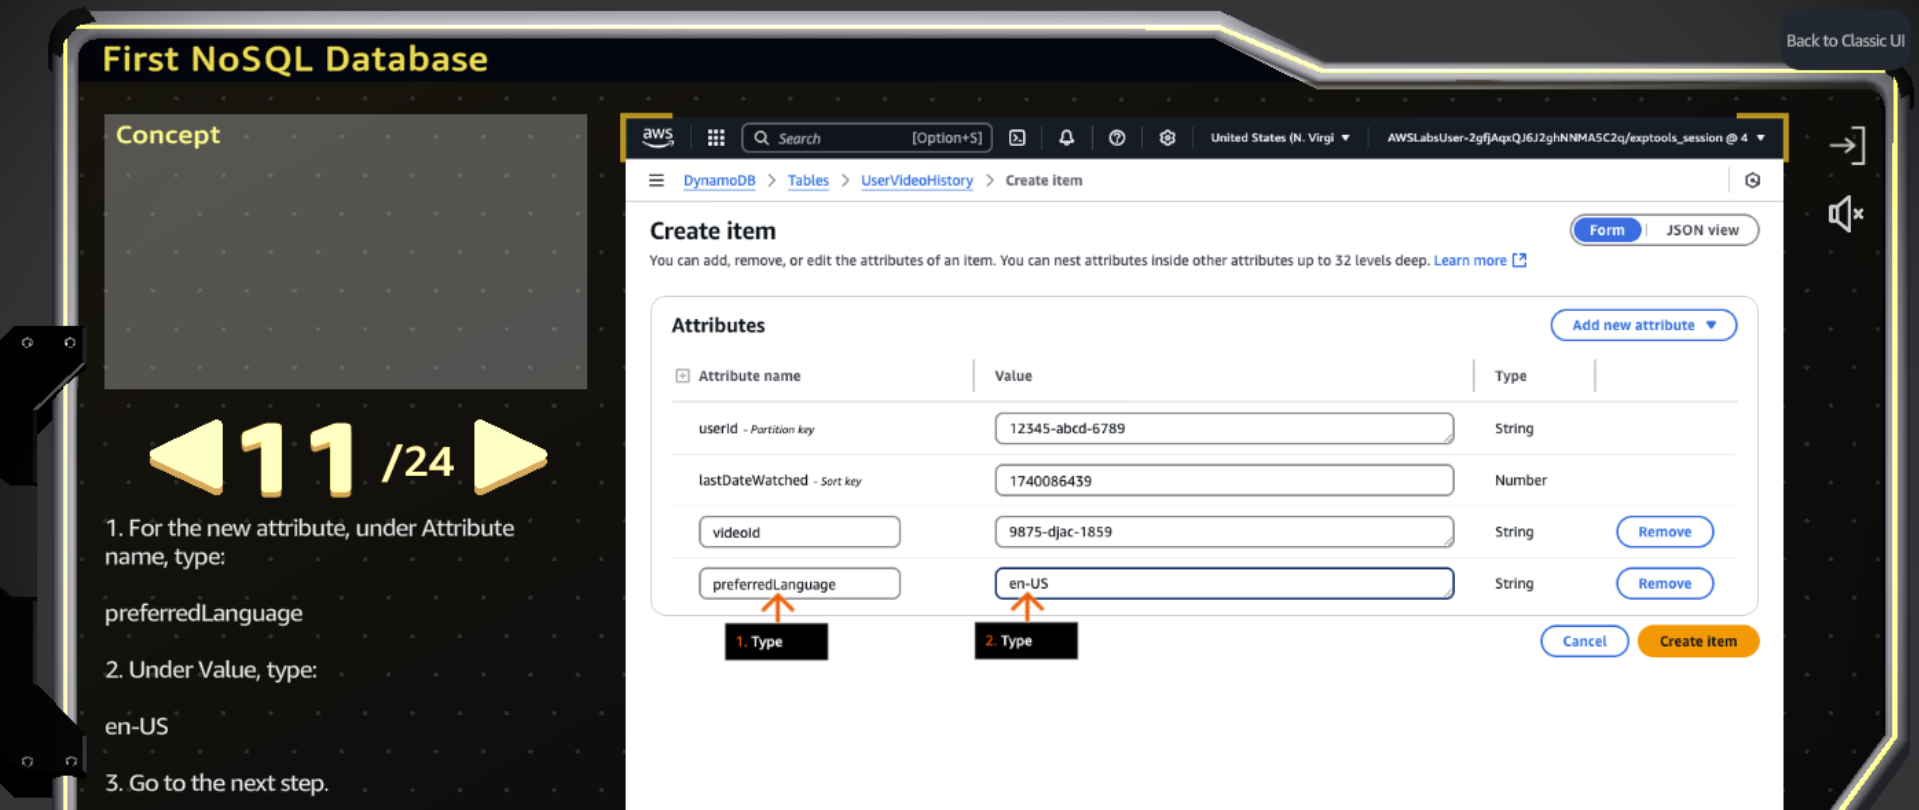 Back to Classic UI
First NoSQL Database
Concept
11 /24
1. For the new attribute, under Attribute
name, type:
preferredLanguage
2. Under Value, type:
en-US
3. Go to the next step.
aws
Search [Option+S]
United States (N. Virgi
AWSLabsUser-2gfjAqxQJ6J2ghNNMA5C2q/exptools_session @ 4
DynamoDB > Tables > UserVideoHistory > Create item
Create item
Form JSON view
You can add, remove, or edit the attributes of an item. You can nest attributes inside other attributes up to 32 levels deep. Learn more
Attributes
Add new attribute
Attribute name Value Type
userId - Partition key 12345-abcd-6789 String
lastDateWatched - Sort key 1740086439 Number
videoId 9875-djac-1859 String Remove
preferredLanguage en-US String Remove
1. Type 2. Type
Cancel Create item